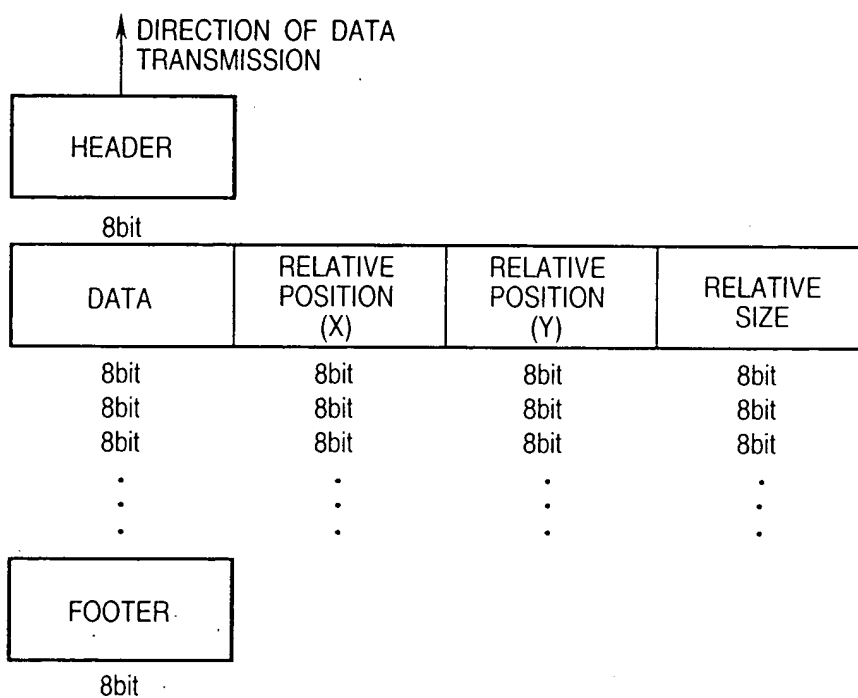 DIRECTION OF DATA
TRANSMISSION
HEADER
8bit
DATA
RELATIVE
POSITION
(X)
RELATIVE
POSITION
(Y)
RELATIVE
SIZE
8bit 8bit 8bit 8bit
8bit 8bit 8bit 8bit
8bit 8bit 8bit 8bit
FOOTER
8bit